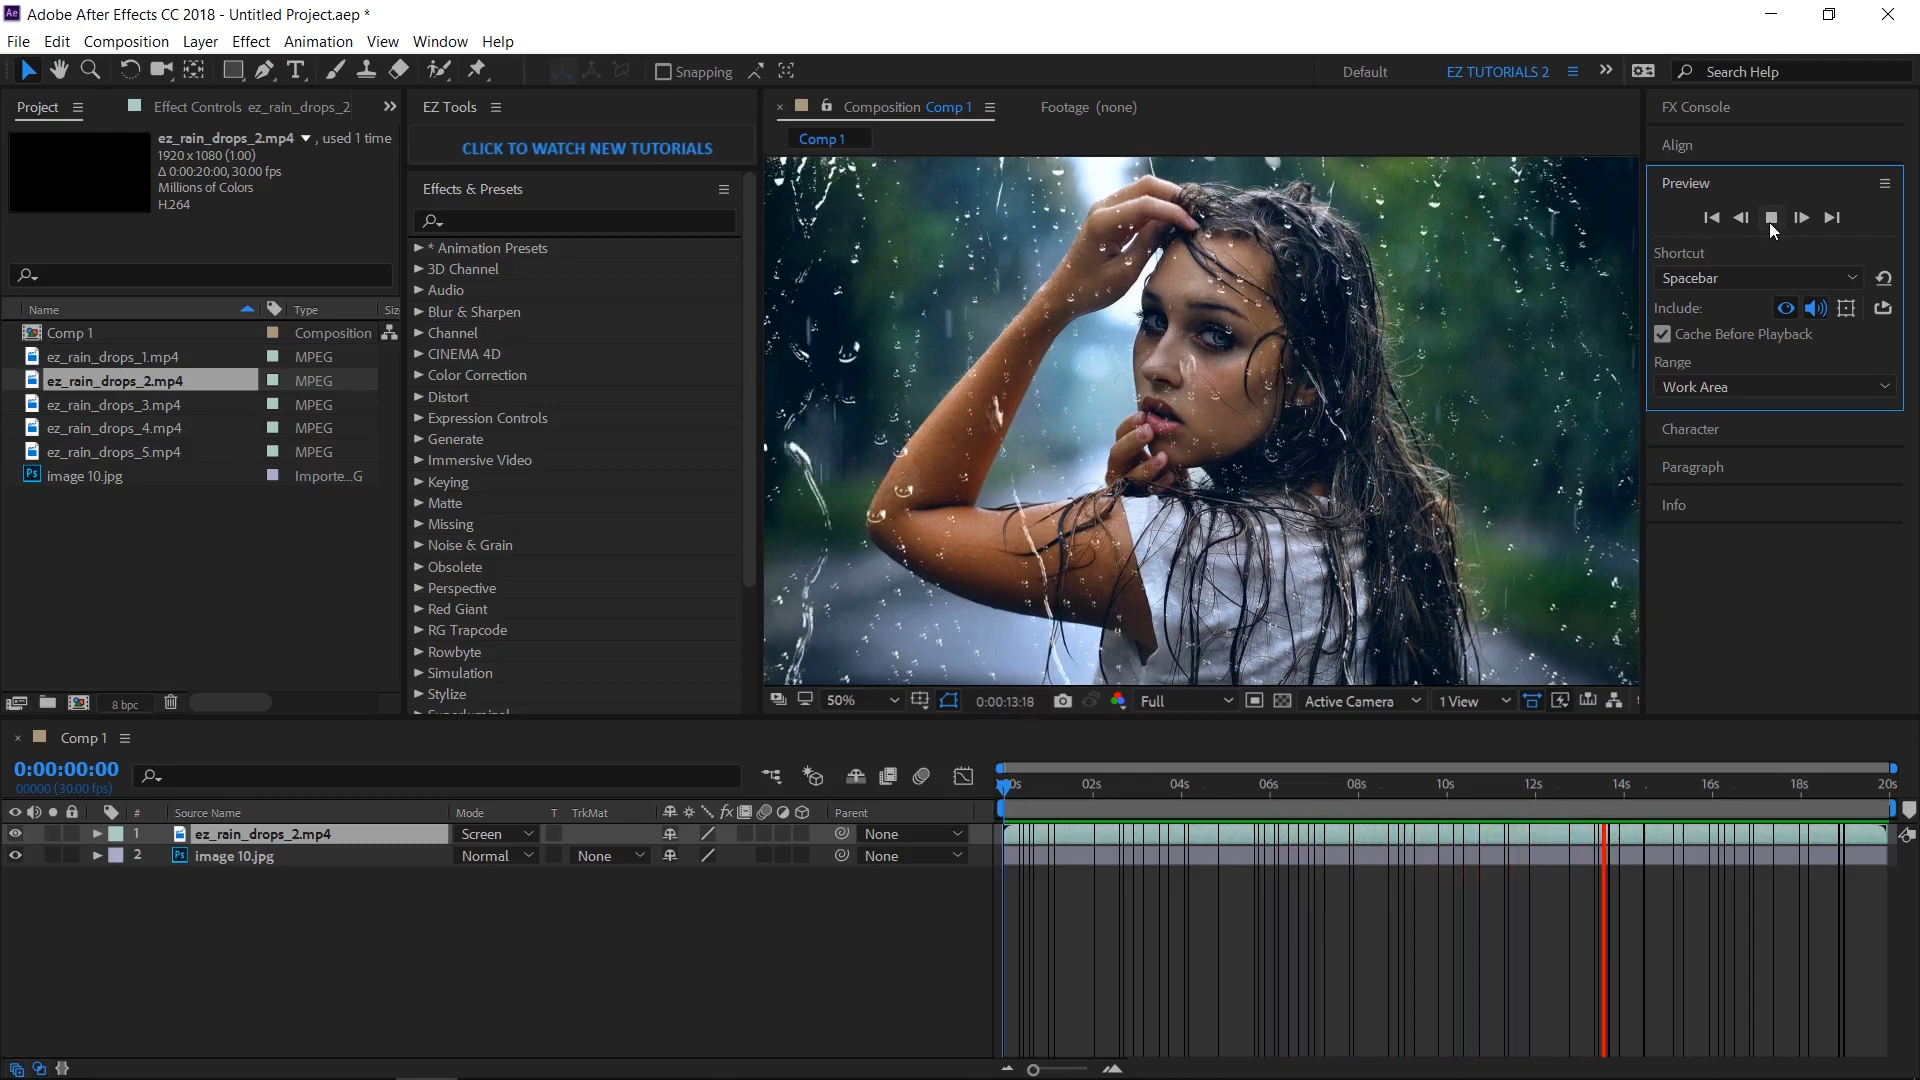 Adobe After Effects CC 2018 - Untitled Project.aep *
File Edit Composition Layer Effect Animation View Window Help
Snapping
Default
EZ TUTORIALS 2
Search Help
Project
Effect Controls ez_rain_drops_2
ez_rain_drops_2.mp4 , used 1 time
1920 x 1080 (1.00)
Δ 0:00:20:00, 30.00 fps
Millions of Colors
H.264
Name Type Siz
Comp 1 Composition
ez_rain_drops_1.mp4 MPEG
ez_rain_drops_2.mp4 MPEG
ez_rain_drops_3.mp4 MPEG
ez_rain_drops_4.mp4 MPEG
ez_rain_drops_5.mp4 MPEG
image 10.jpg Importe...G
8 bpc
EZ Tools
CLICK TO WATCH NEW TUTORIALS
Effects & Presets
* Animation Presets
3D Channel
Audio
Blur & Sharpen
Channel
CINEMA 4D
Color Correction
Distort
Expression Controls
Generate
Immersive Video
Keying
Matte
Missing
Noise & Grain
Obsolete
Perspective
Red Giant
RG Trapcode
Rowbyte
Simulation
Stylize
Composition Comp 1
Footage (none)
Comp 1
50% 0:00:13:18 Full Active Camera 1 View
FX Console
Align
Preview
Shortcut
Spacebar
Include:
Cache Before Playback
Range
Work Area
Character
Paragraph
Info
Comp 1
0:00:00:00
00000 (30.00 fps)
# Source Name Mode T TrkMat fx Parent
1 ez_rain_drops_2.mp4 Screen None
2 image 10.jpg Normal None None
0s 02s 04s 06s 08s 10s 12s 14s 16s 18s 20s